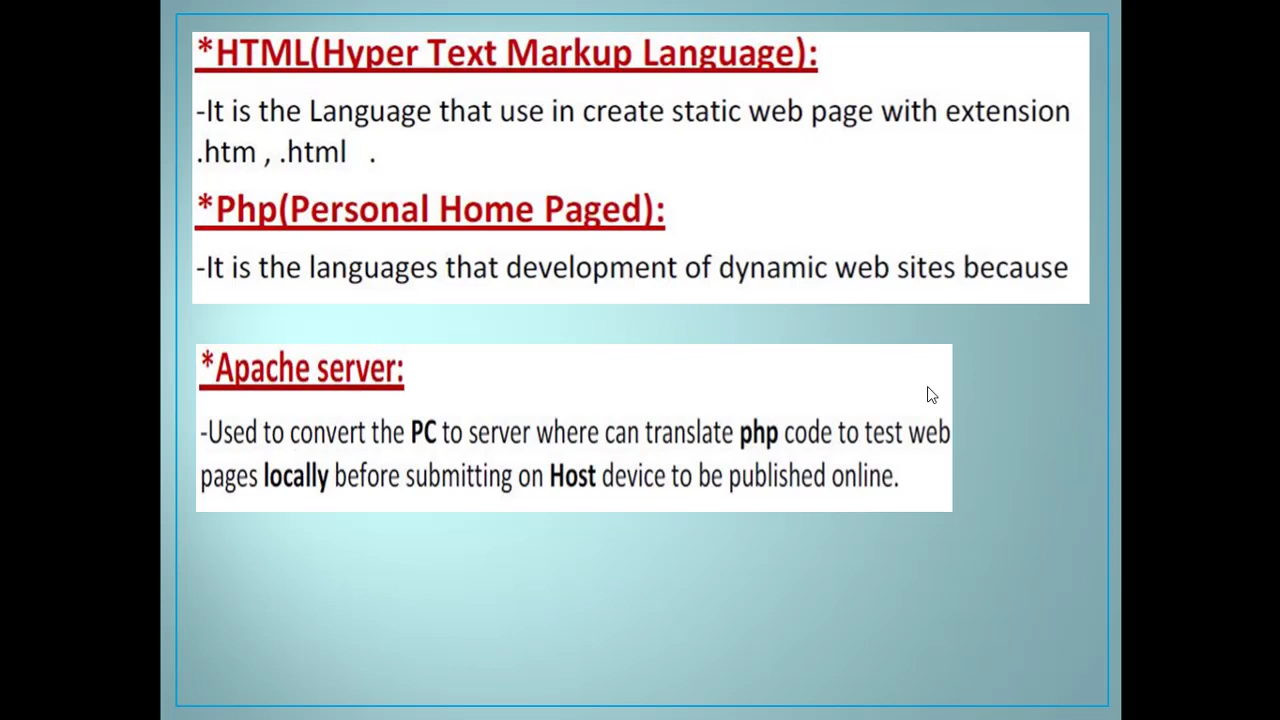 *HTML(Hyper Text Markup Language):
-It is the Language that use in create static web page with extension
.htm , .html .
*Php(Personal Home Paged):
-It is the languages that development of dynamic web sites because
*Apache server:
-Used to convert the PC to server where can translate php code to test web
pages locally before submitting on Host device to be published online.